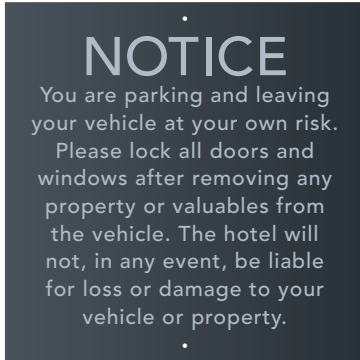 NOTICE
You are parking and leaving
your vehicle at your own risk.
Please lock all doors and
windows after removing any
property or valuables from
the vehicle. The hotel will
not, in any event, be liable
for loss or damage to your
vehicle or property.